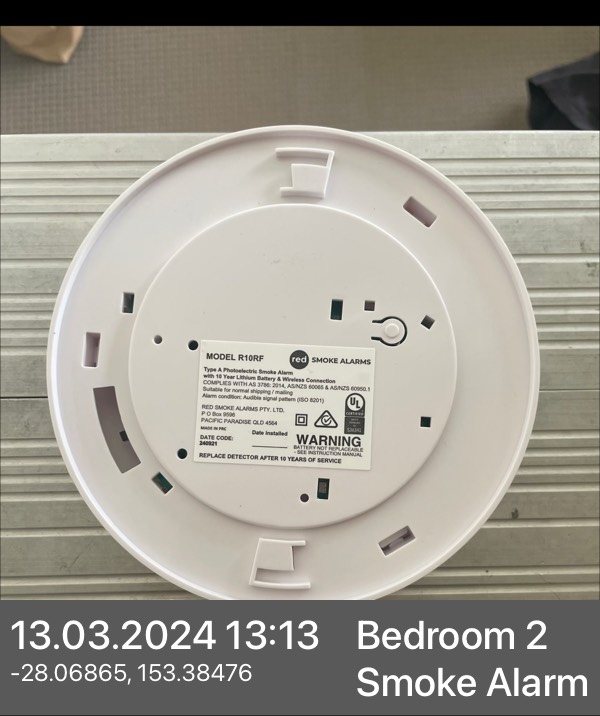 MODEL R10RF
red SMOKE ALARMS
Type A Photoelectric Smoke Alarm
with 10 Year Lithium Battery & Wireless Connection
COMPLIES WITH AS 3786: 2014, AS/NZS 60065 & AS/NZS 60950.1
Suitable for normal shipping / mailing
Alarm condition: Audible signal pattern (ISO 8201)
RED SMOKE ALARMS PTY. LTD.
P O Box 9596
PACIFIC PARADISE QLD 4564
MADE IN PRC
DATE CODE:
240921
Date installed
UL
WARNING
BATTERY NOT REPLACEABLE
- SEE INSTRUCTION MANUAL
REPLACE DETECTOR AFTER 10 YEARS OF SERVICE
13.03.2024 13:13
-28.06865, 153.38476
Bedroom 2
Smoke Alarm